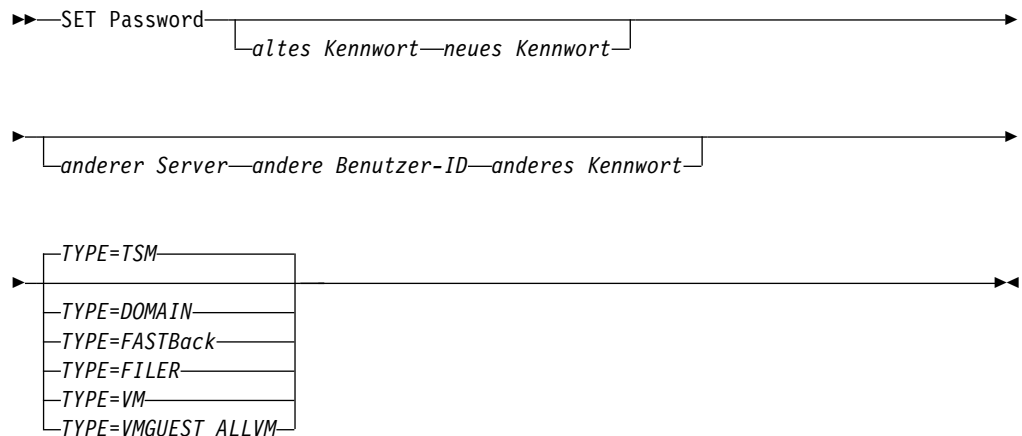 SET Password
altes Kennwort neues Kennwort
anderer Server andere Benutzer-ID anderes Kennwort
TYPE=TSM
TYPE=DOMAIN
TYPE=FASTBack
TYPE=FILER
TYPE=VM
TYPE=VMGUEST ALLVM